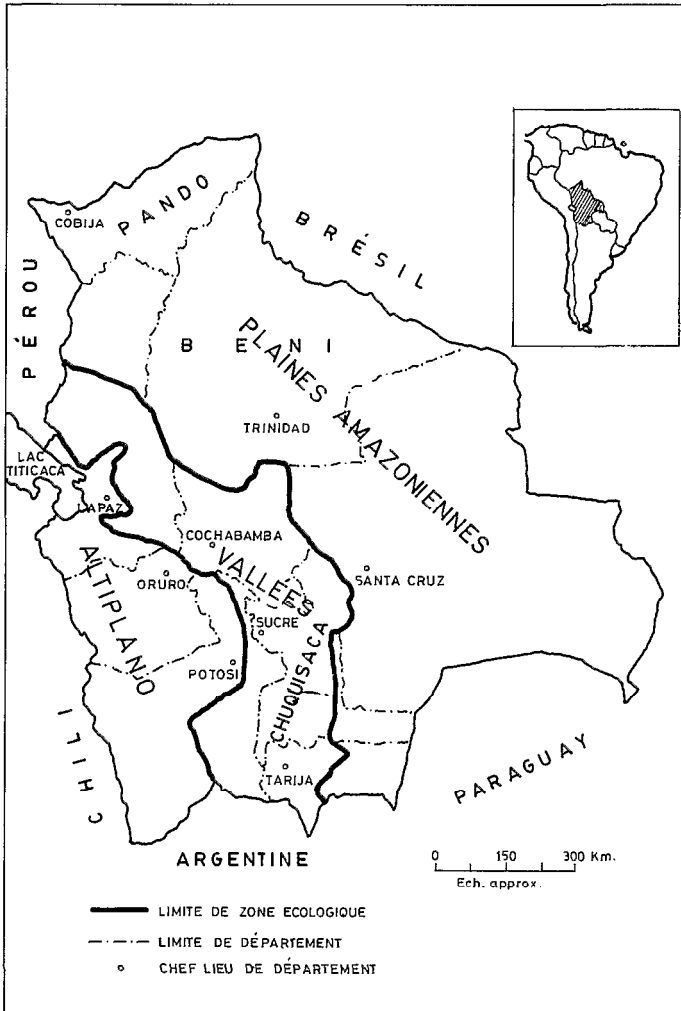 PANDO
COBIJA
BRÉSIL
PÉROU
BENI
PLAINES AMAZONIENNES
TRINIDAD
LAC
TITICACA
LAPAZ
COCHABAMBA
VALLÉES
SANTA CRUZ
ORURO
ALTIPLANO
SUCRE
CHUQUISACA
POTOSI
CHILI
TARIJA
PARAGUAY
ARGENTINE
0 150 300 Km.
Ech. approx.
LIMITE DE ZONE ECOLOGIQUE
LIMITE DE DÉPARTEMENT
CHEF LIEU DE DÉPARTEMENT